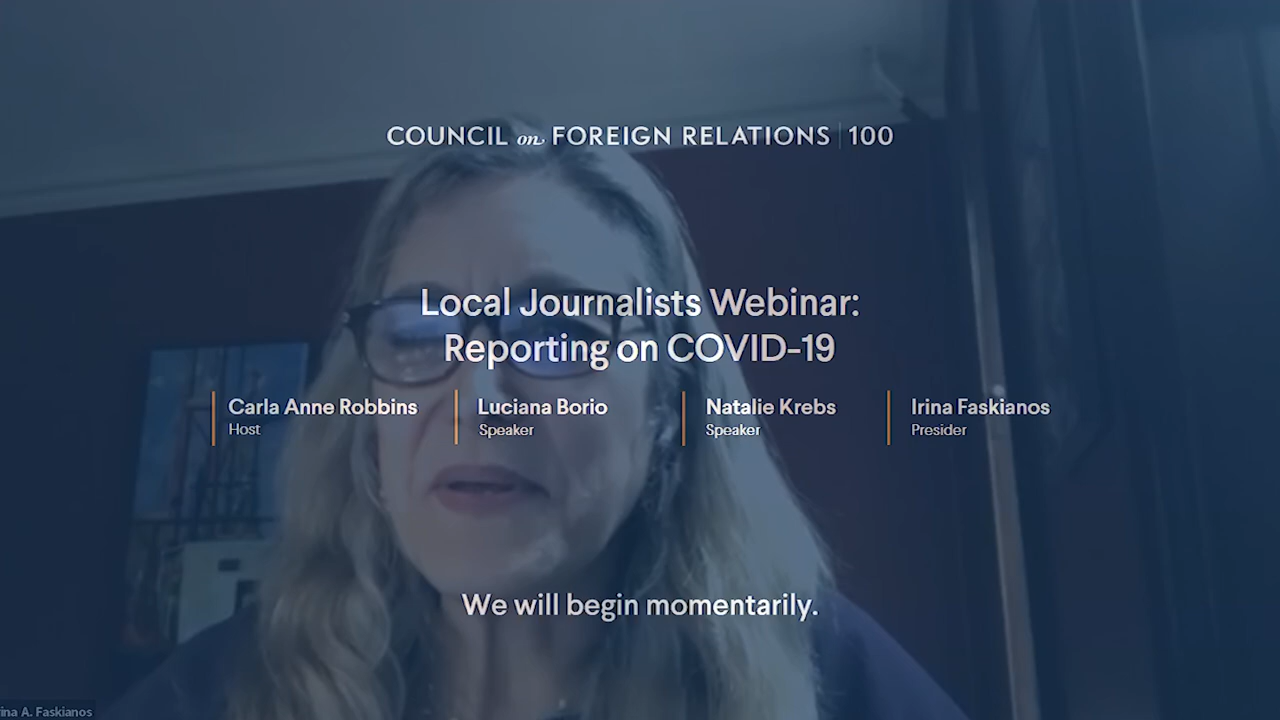 COUNCIL on FOREIGN RELATIONS | 100
Local Journalists Webinar:
Reporting on COVID-19
Carla Anne Robbins
Host
Luciana Borio
Speaker
Natalie Krebs
Speaker
Irina Faskianos
Presider
We will begin momentarily.
ina A. Faskianos